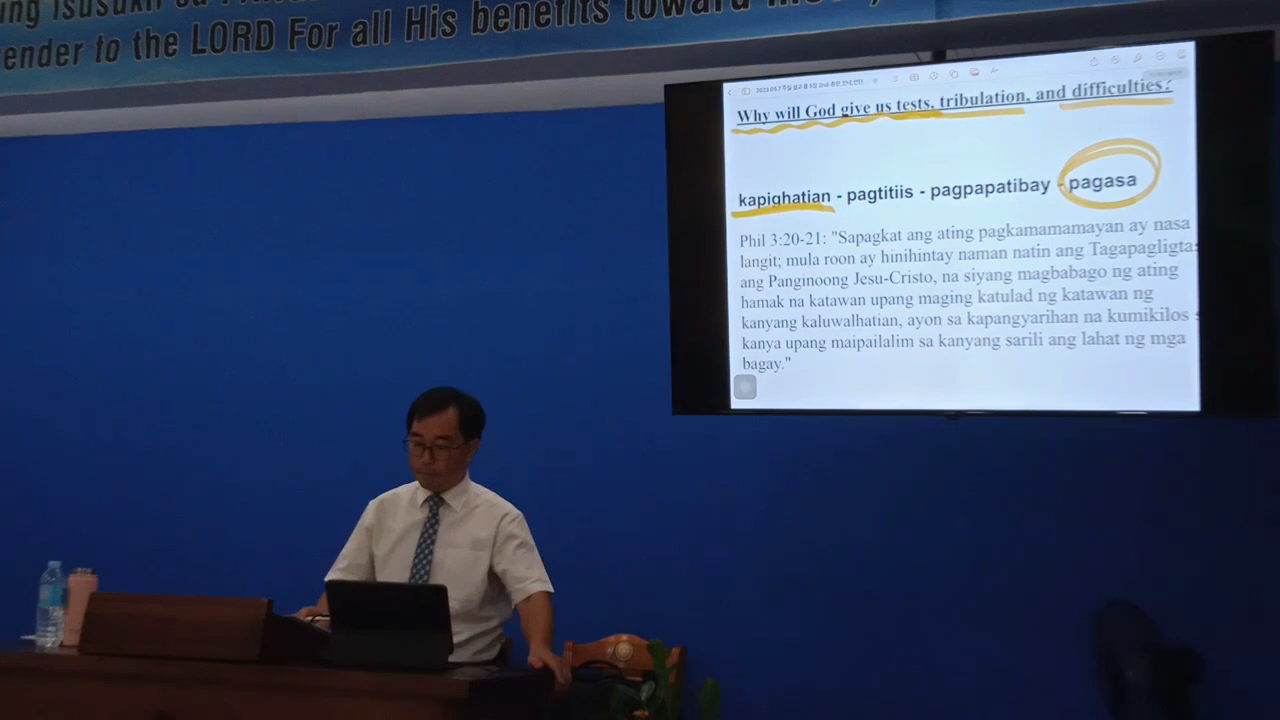 ng isusukli sa
render to the LORD For all His benefits toward me
Why will God give us tests, tribulation, and difficulties?
kapighatian - pagtitiis - pagpapatibay - pagasa
Phil 3:20-21: "Sapagkat ang ating pagkamamamayan ay nasa
langit; mula roon ay hinihintay naman natin ang Tagapagligtas
ang Panginoong Jesu-Cristo, na siyang magbabago ng ating
hamak na katawan upang maging katulad ng katawan ng
kanyang kaluwalhatian, ayon sa kapangyarihan na kumikilos s
kanya upang maipailalim sa kanyang sarili ang lahat ng mga
bagay."